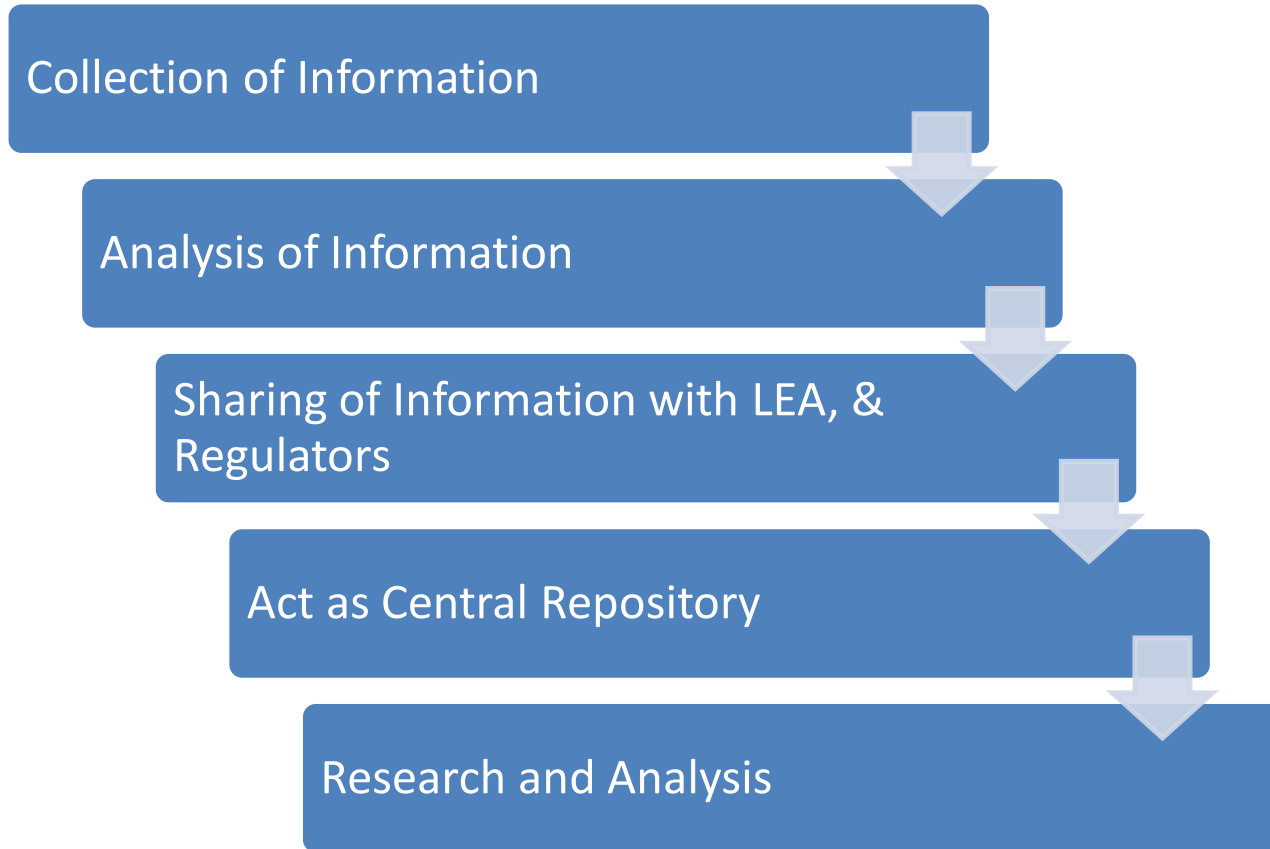 Collection of Information
Analysis of Information
Sharing of Information with LEA, &
Regulators
Act as Central Repository
Research and Analysis